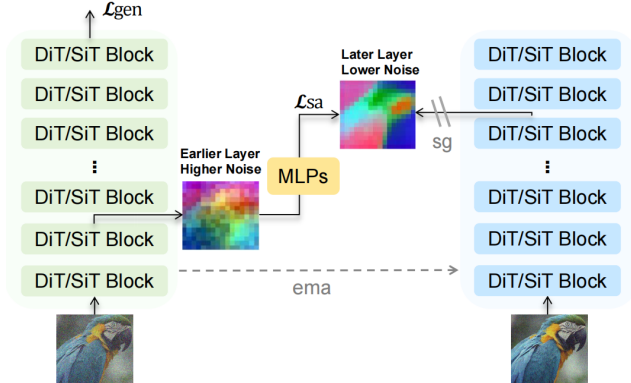 ℒgen
DiT/SiT Block
DiT/SiT Block
DiT/SiT Block
⋮
DiT/SiT Block
DiT/SiT Block
DiT/SiT Block
Earlier Layer
Higher Noise
MLPs
ℒsa
Later Layer
Lower Noise
sg
ema
DiT/SiT Block
DiT/SiT Block
DiT/SiT Block
⋮
DiT/SiT Block
DiT/SiT Block
DiT/SiT Block